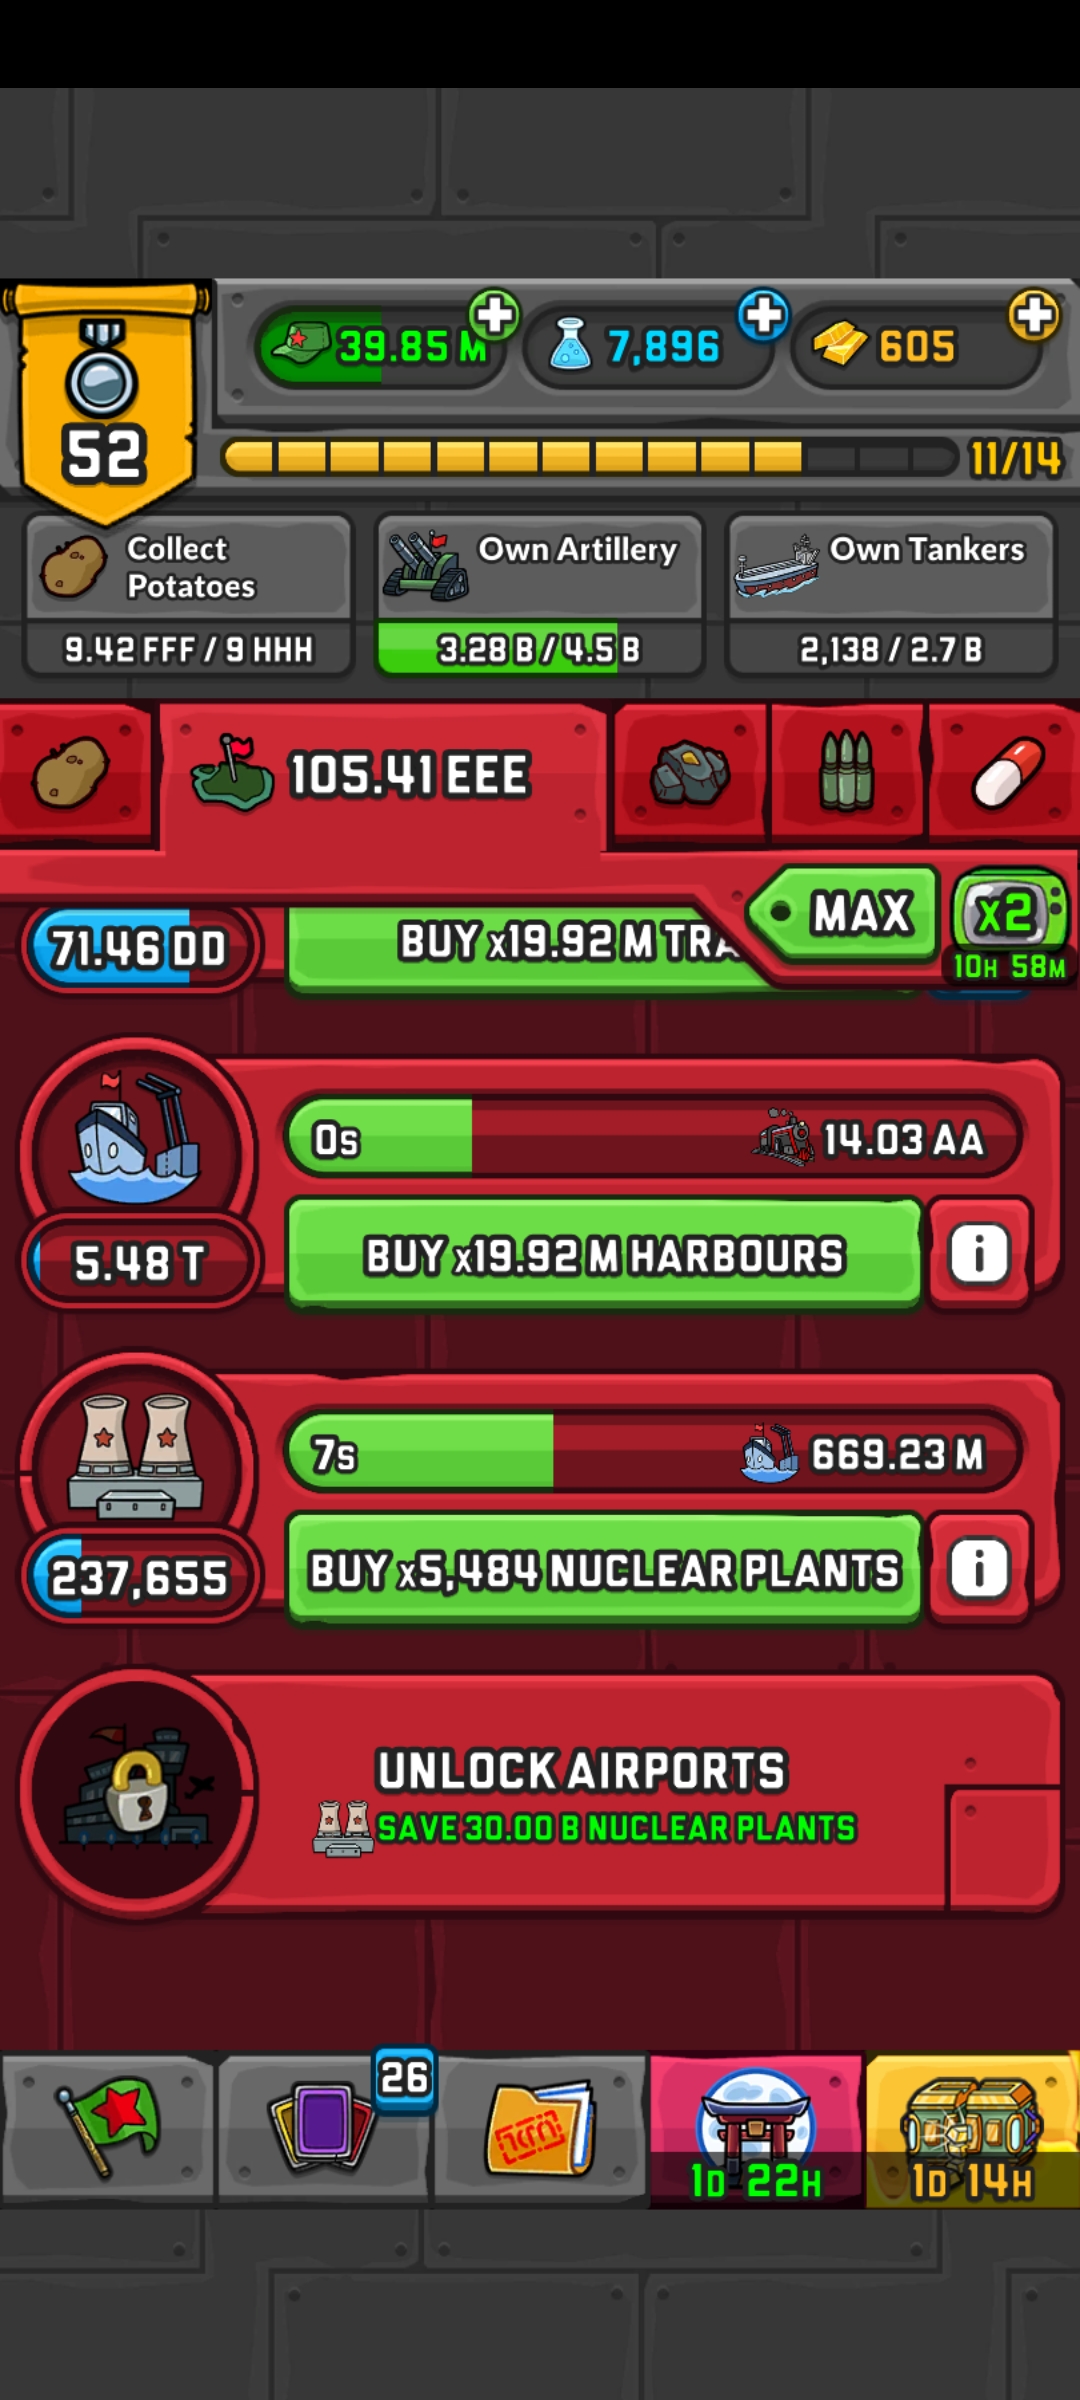 39.85 M
7,896
605
52
11/14
Collect
Potatoes
Own Artillery
Own Tankers
9.42 FFF / 9 HHH
3.28 B / 4.5 B
2,138 / 2.7 B
105.41 EEE
MAX
x2
10H 58M
71.46 DD
BUY x19.92 M
0s
14.03 AA
5.48 T
BUY x19.92 M HARBOURS
i
7s
669.23 M
237,655
BUY x5,484 NUCLEAR PLANTS
i
UNLOCK AIRPORTS
SAVE 30.00 B NUCLEAR PLANTS
26
1D 22H
1D 14H